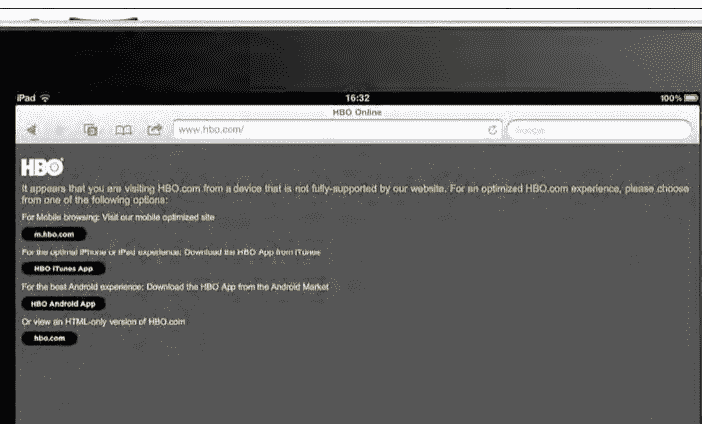 iPad 16:32 100%
HBO Online
www.hbo.com/
HBO
It appears that you are visiting HBO.com from a device that is not fully-supported by our website. For an optimized HBO.com experience, please choose
from one of the following options:
For Mobile browsing: Visit our mobile optimized site
m.hbo.com
For the optimal iPhone or iPad experience: Download the HBO App from iTunes
HBO iTunes App
For the best Android experience: Download the HBO App from the Android Market
HBO Android App
Or view an HTML-only version of HBO.com
hbo.com